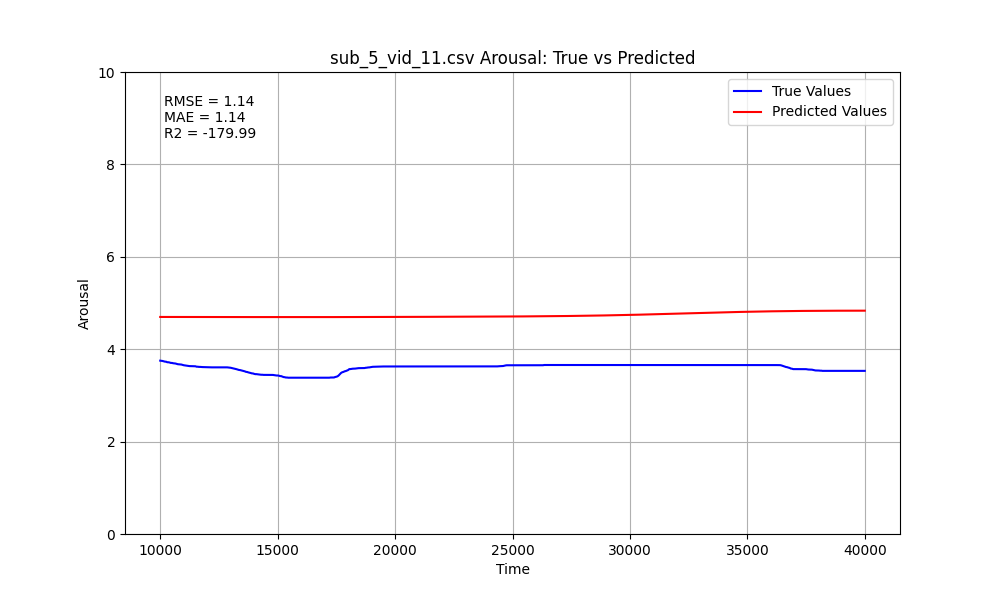 sub_5_vid_11.csv Arousal: True vs Predicted
RMSE = 1.14
MAE = 1.14
R2 = -179.99
True Values
Predicted Values
10
8
6
4
2
0
Arousal
10000
15000
20000
25000
30000
35000
40000
Time